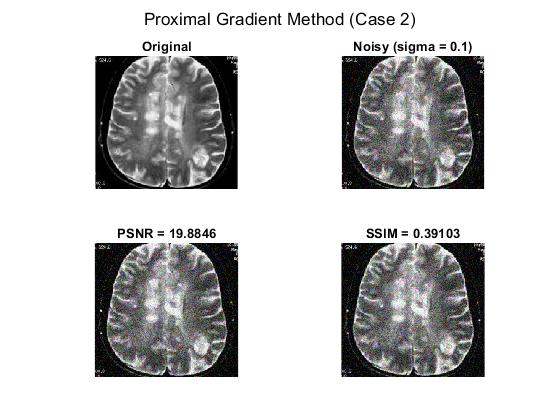 Proximal Gradient Method (Case 2)
Original
Noisy (sigma = 0.1)
PSNR = 19.8846
SSIM = 0.39103